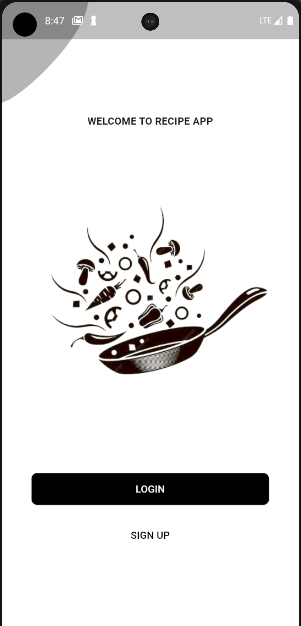 8:47
LTE
WELCOME TO RECIPE APP
LOGIN
SIGN UP